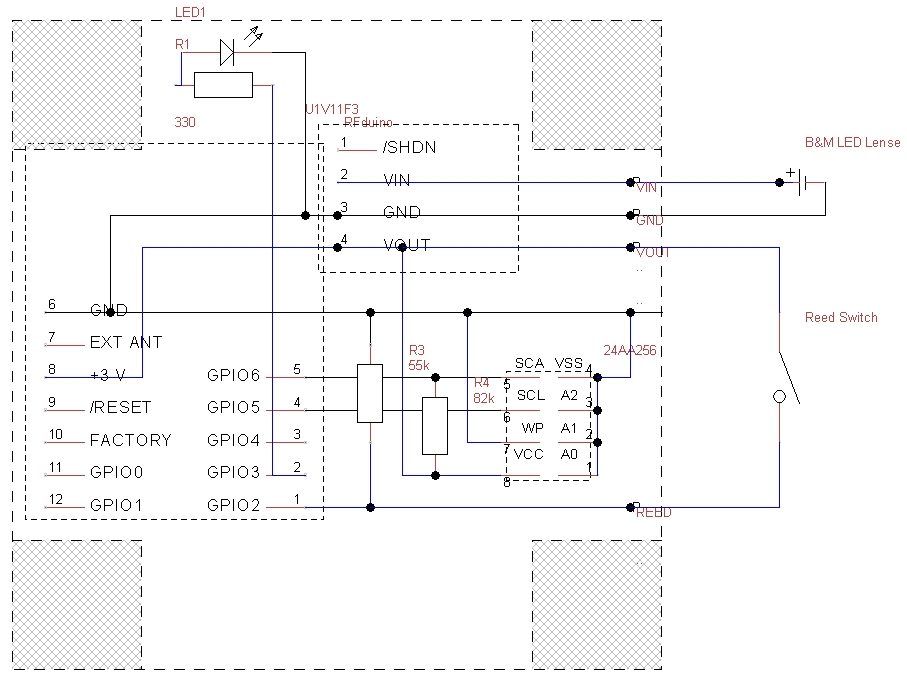 LED1
R1
330
U1V11F3
RFduino
1 /SHDN
2 VIN
3 GND
4 VOUT
B&M LED Lense
+
P VIN
P GND
P VOUT
..
..
6 GND
7 EXT ANT
8 +3 V
9 /RESET
10 FACTORY
11 GPIO0
12 GPIO1
GPIO6 5
GPIO5 4
GPIO4 3
GPIO3 2
GPIO2 1
R3
55k
R4
82k
24AA256
SCA VSS 4
5 SCL A2 3
6 WP A1 2
7 VCC A0 1
8
Reed Switch
P REED
..